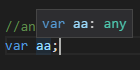 var aa: any
//an
var aa;